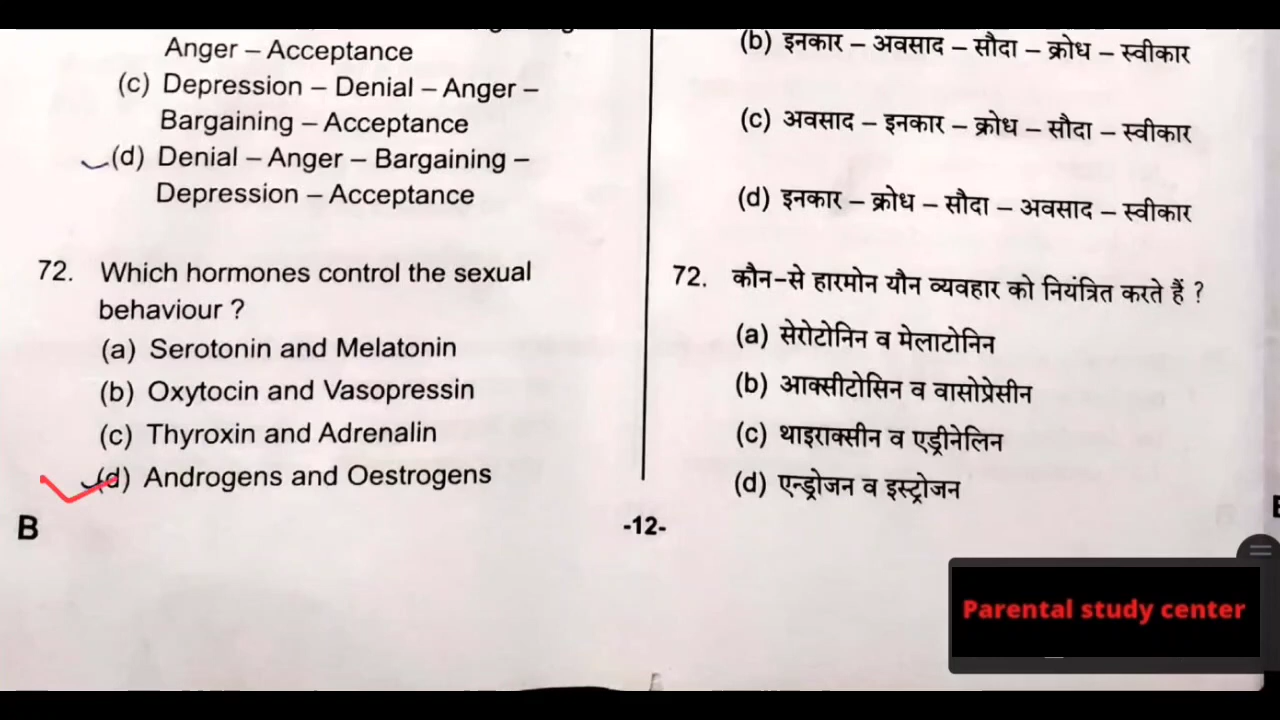 Anger – Acceptance
(c) Depression – Denial – Anger –
Bargaining – Acceptance
(d) Denial – Anger – Bargaining –
Depression – Acceptance
72. Which hormones control the sexual
behaviour ?
(a) Serotonin and Melatonin
(b) Oxytocin and Vasopressin
(c) Thyroxin and Adrenalin
(d) Androgens and Oestrogens
B
(b) इनकार – अवसाद – सौदा – क्रोध – स्वीकार
(c) अवसाद – इनकार – क्रोध – सौदा – स्वीकार
(d) इनकार – क्रोध – सौदा – अवसाद – स्वीकार
72. कौन-से हारमोन यौन व्यवहार को नियंत्रित करते हैं ?
(a) सेरोटोनिन व मेलाटोनिन
(b) आक्सीटोसिन व वासोप्रेसीन
(c) थाइराक्सीन व एड्रीनेलिन
(d) एन्ड्रोजन व इस्ट्रोजन
-12-
Parental study center